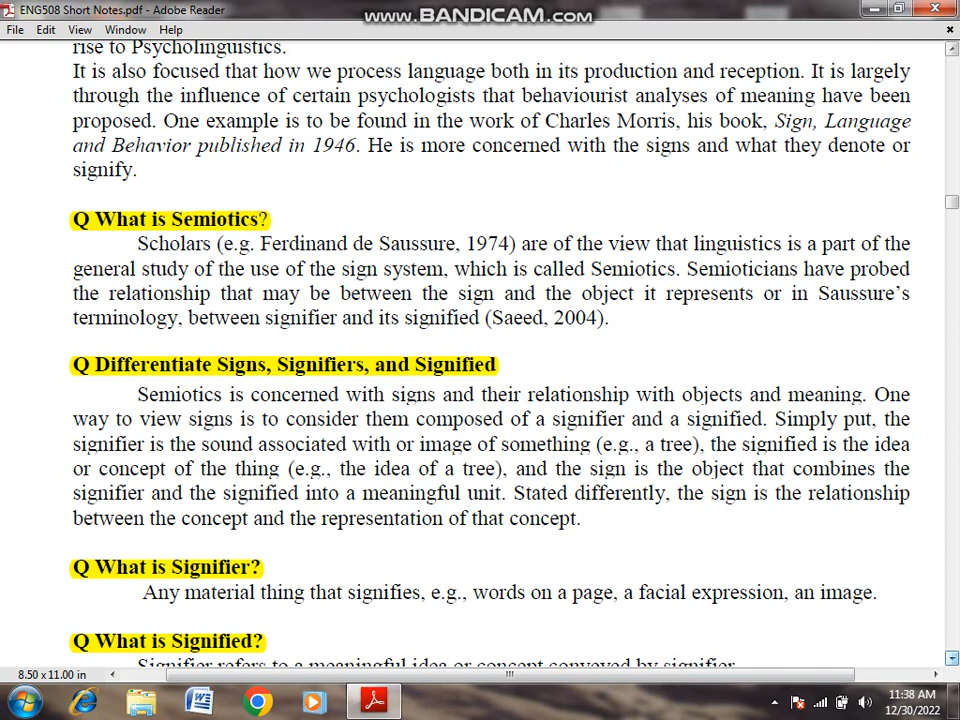 ENG508 Short Notes.pdf - Adobe Reader
www.BANDICAM.com
File Edit View Window Help
rise to Psycholinguistics.
It is also focused that how we process language both in its production and reception. It is largely
through the influence of certain psychologists that behaviourist analyses of meaning have been
proposed. One example is to be found in the work of Charles Morris, his book, Sign, Language
and Behavior published in 1946. He is more concerned with the signs and what they denote or
signify.
Q What is Semiotics?
Scholars (e.g. Ferdinand de Saussure, 1974) are of the view that linguistics is a part of the
general study of the use of the sign system, which is called Semiotics. Semioticians have probed
the relationship that may be between the sign and the object it represents or in Saussure's
terminology, between signifier and its signified (Saeed, 2004).
Q Differentiate Signs, Signifiers, and Signified
Semiotics is concerned with signs and their relationship with objects and meaning. One
way to view signs is to consider them composed of a signifier and a signified. Simply put, the
signifier is the sound associated with or image of something (e.g., a tree), the signified is the idea
or concept of the thing (e.g., the idea of a tree), and the sign is the object that combines the
signifier and the signified into a meaningful unit. Stated differently, the sign is the relationship
between the concept and the representation of that concept.
Q What is Signifier?
Any material thing that signifies, e.g., words on a page, a facial expression, an image.
Q What is Signified?
Signifier refers to a meaningful idea or concept conveyed by signifier.
8.50 x 11.00 in
11:38 AM
12/30/2022